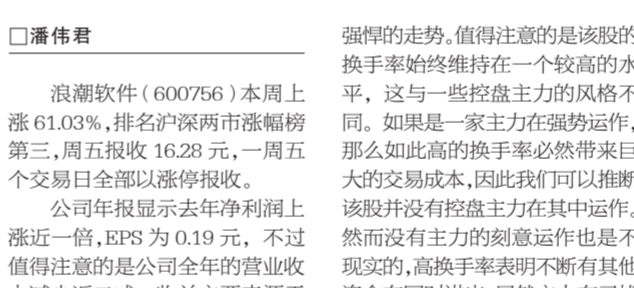 □潘伟君
浪潮软件(600756)本周上
涨61.03%,排名沪深两市涨幅榜
第三,周五报收16.28元,一周五
个交易日全部以涨停报收。
公司年报显示去年净利润上
涨近一倍,EPS为0.19元，不过
值得注意的是公司全年的营业收
强悍的走势。值得注意的是该股的
换手率始终维持在一个较高的水
平，这与一些控盘主力的风格不
同。如果是一家主力在强势运作,
那么如此高的换手率必然带来巨
大的交易成本,因此我们可以推断
该股并没有控盘主力在其中运作。
然而没有主力的刻意运作也是不
现实的,高换手率表明不断有其他